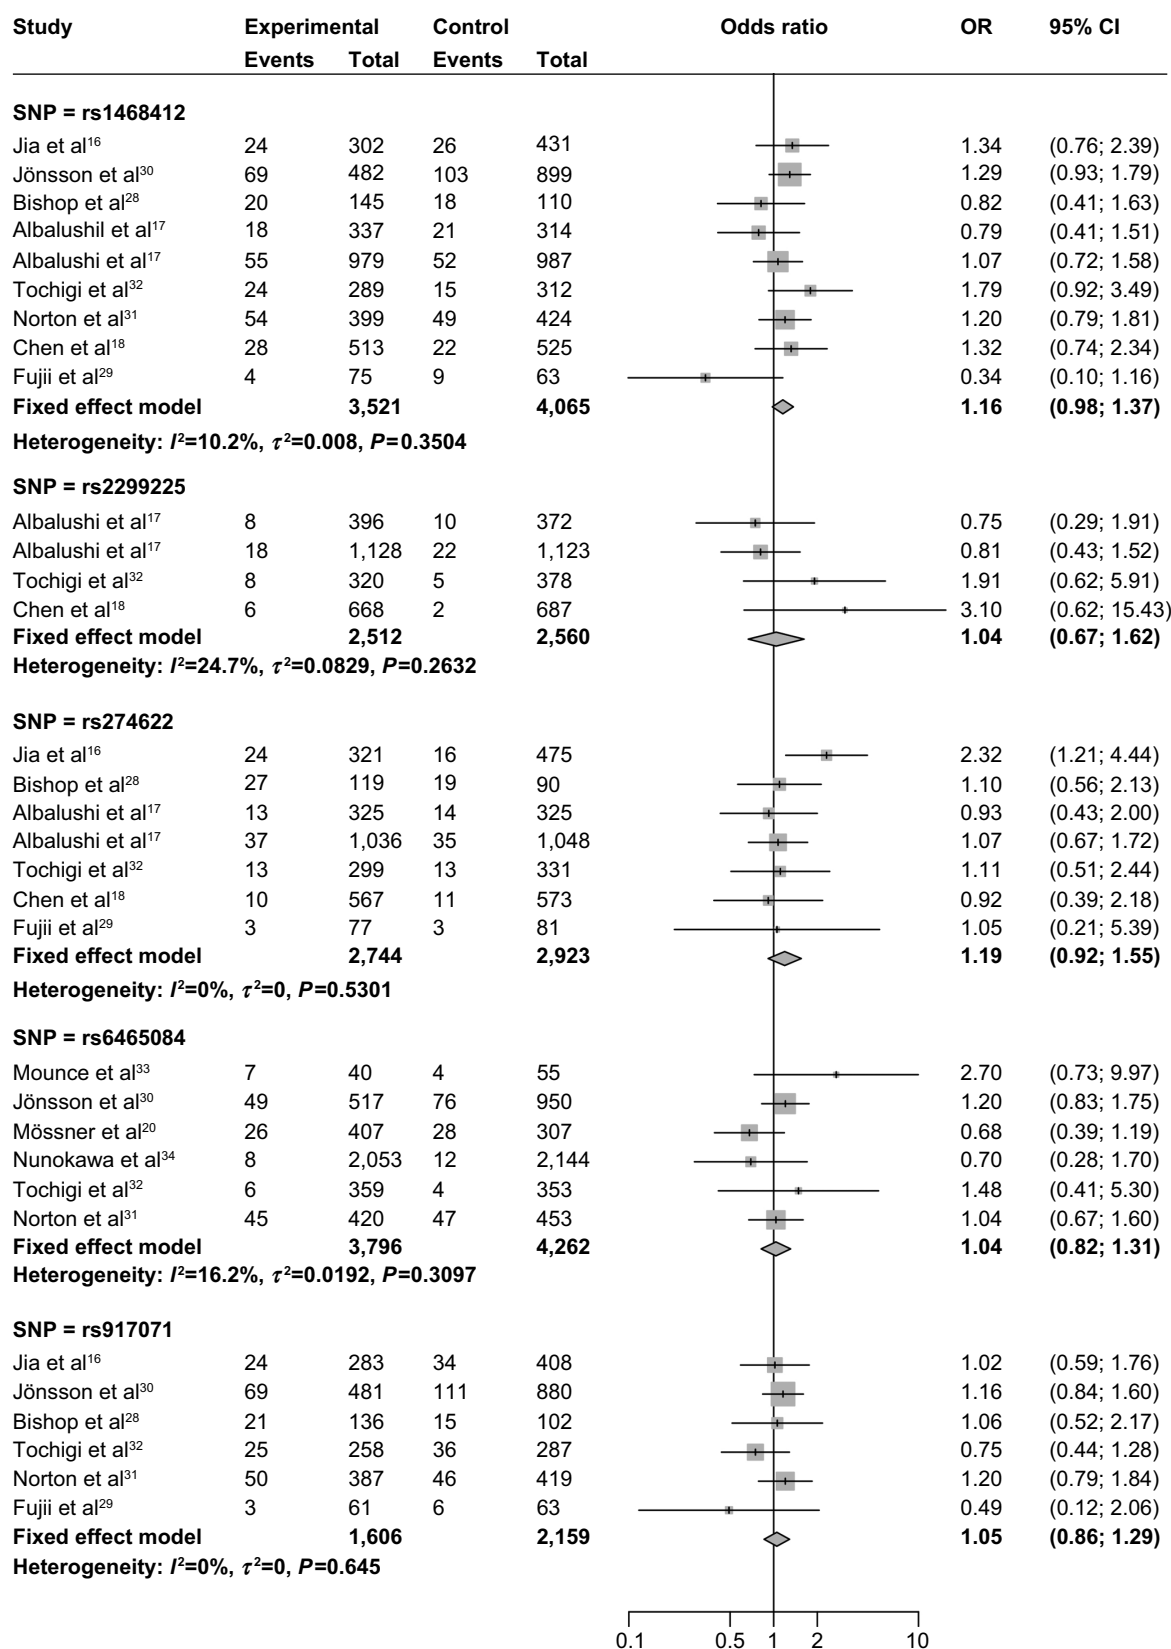 Study Experimental Control Odds ratio OR 95% CI
Events Total Events Total
SNP = rs1468412
Jia et al16 24 302 26 431 1.34 (0.76; 2.39)
Jönsson et al30 69 482 103 899 1.29 (0.93; 1.79)
Bishop et al28 20 145 18 110 0.82 (0.41; 1.63)
Albalushil et al17 18 337 21 314 0.79 (0.41; 1.51)
Albalushi et al17 55 979 52 987 1.07 (0.72; 1.58)
Tochigi et al32 24 289 15 312 1.79 (0.92; 3.49)
Norton et al31 54 399 49 424 1.20 (0.79; 1.81)
Chen et al18 28 513 22 525 1.32 (0.74; 2.34)
Fujii et al29 4 75 9 63 0.34 (0.10; 1.16)
Fixed effect model 3,521 4,065 1.16 (0.98; 1.37)
Heterogeneity: I²=10.2%, τ²=0.008, P=0.3504
SNP = rs2299225
Albalushi et al17 8 396 10 372 0.75 (0.29; 1.91)
Albalushi et al17 18 1,128 22 1,123 0.81 (0.43; 1.52)
Tochigi et al32 8 320 5 378 1.91 (0.62; 5.91)
Chen et al18 6 668 2 687 3.10 (0.62; 15.43)
Fixed effect model 2,512 2,560 1.04 (0.67; 1.62)
Heterogeneity: I²=24.7%, τ²=0.0829, P=0.2632
SNP = rs274622
Jia et al16 24 321 16 475 2.32 (1.21; 4.44)
Bishop et al28 27 119 19 90 1.10 (0.56; 2.13)
Albalushi et al17 13 325 14 325 0.93 (0.43; 2.00)
Albalushi et al17 37 1,036 35 1,048 1.07 (0.67; 1.72)
Tochigi et al32 13 299 13 331 1.11 (0.51; 2.44)
Chen et al18 10 567 11 573 0.92 (0.39; 2.18)
Fujii et al29 3 77 3 81 1.05 (0.21; 5.39)
Fixed effect model 2,744 2,923 1.19 (0.92; 1.55)
Heterogeneity: I²=0%, τ²=0, P=0.5301
SNP = rs6465084
Mounce et al33 7 40 4 55 2.70 (0.73; 9.97)
Jönsson et al30 49 517 76 950 1.20 (0.83; 1.75)
Mössner et al20 26 407 28 307 0.68 (0.39; 1.19)
Nunokawa et al34 8 2,053 12 2,144 0.70 (0.28; 1.70)
Tochigi et al32 6 359 4 353 1.48 (0.41; 5.30)
Norton et al31 45 420 47 453 1.04 (0.67; 1.60)
Fixed effect model 3,796 4,262 1.04 (0.82; 1.31)
Heterogeneity: I²=16.2%, τ²=0.0192, P=0.3097
SNP = rs917071
Jia et al16 24 283 34 408 1.02 (0.59; 1.76)
Jönsson et al30 69 481 111 880 1.16 (0.84; 1.60)
Bishop et al28 21 136 15 102 1.06 (0.52; 2.17)
Tochigi et al32 25 258 36 287 0.75 (0.44; 1.28)
Norton et al31 50 387 46 419 1.20 (0.79; 1.84)
Fujii et al29 3 61 6 63 0.49 (0.12; 2.06)
Fixed effect model 1,606 2,159 1.05 (0.86; 1.29)
Heterogeneity: I²=0%, τ²=0, P=0.645
0.1 0.5 1 2 10